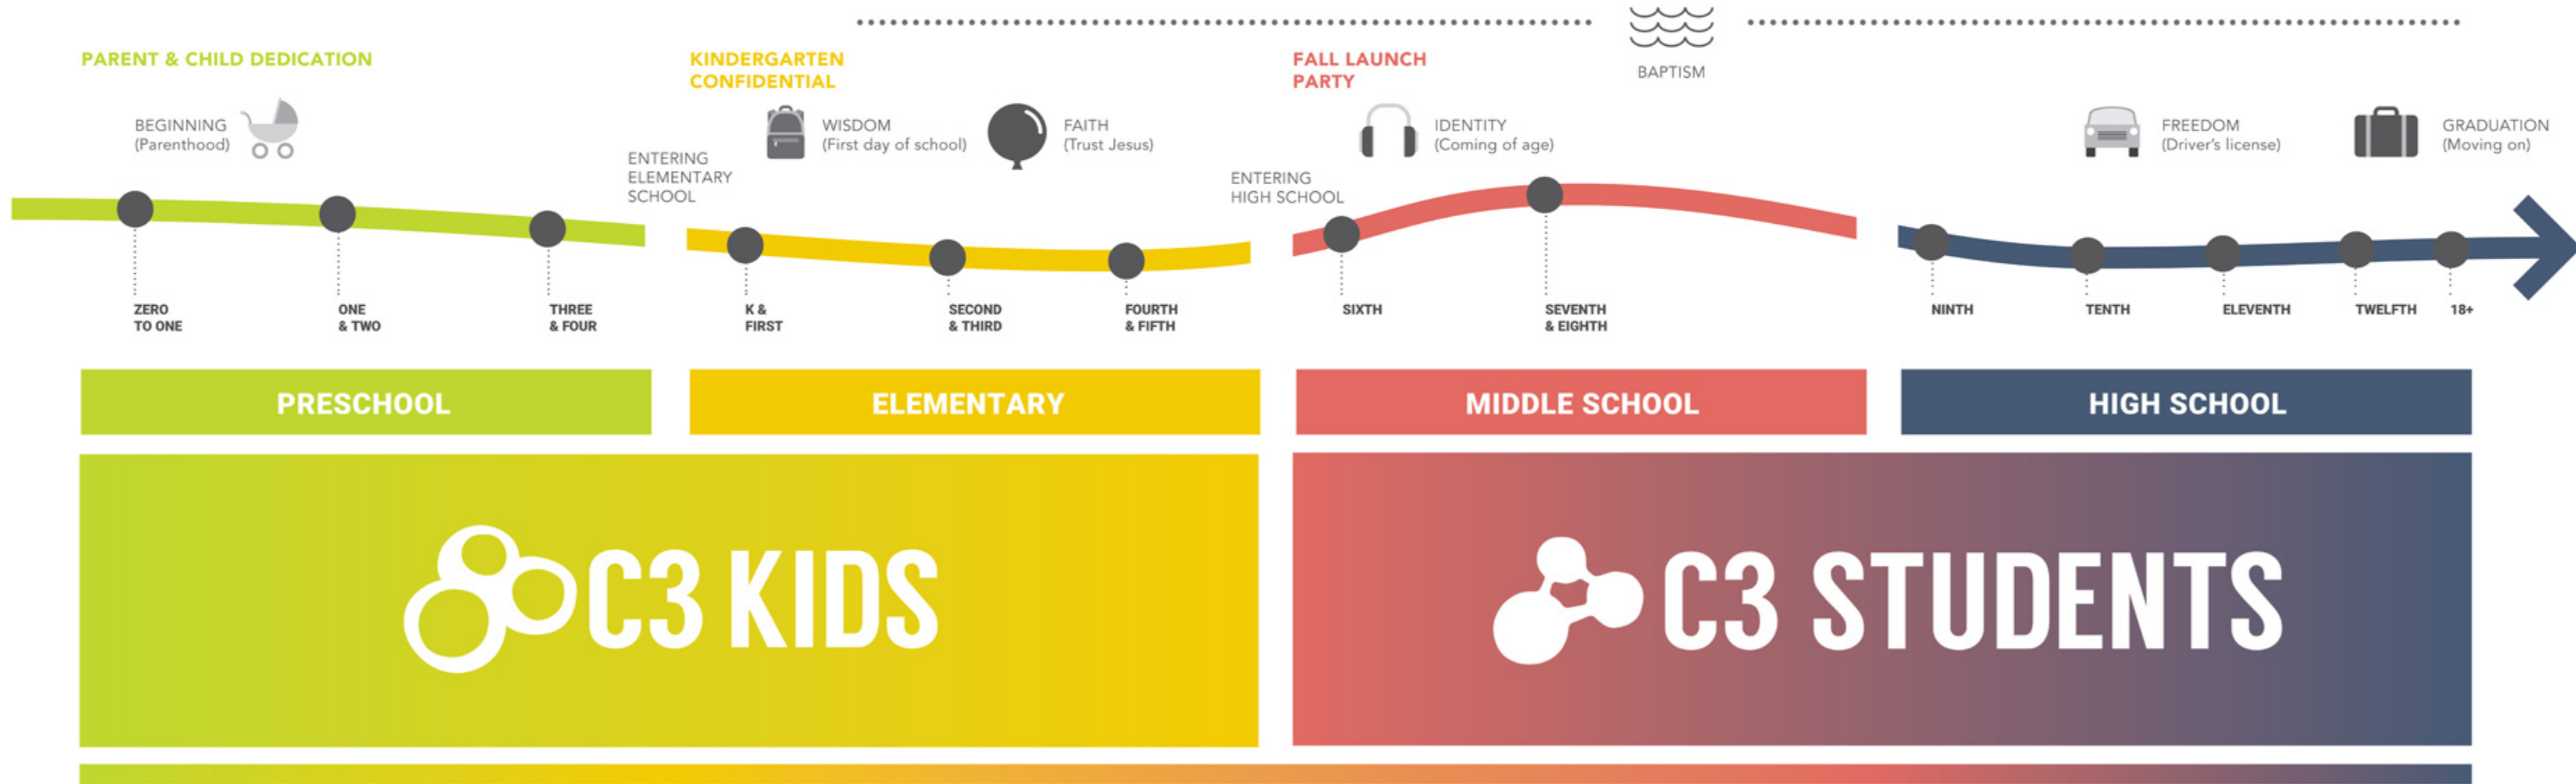 PARENT & CHILD DEDICATION
BEGINNING
(Parenthood)
ENTERING
ELEMENTARY
SCHOOL
KINDERGARTEN
CONFIDENTIAL
WISDOM
(First day of school)
FAITH
(Trust Jesus)
ENTERING
HIGH SCHOOL
FALL LAUNCH
PARTY
IDENTITY
(Coming of age)
BAPTISM
FREEDOM
(Driver's license)
GRADUATION
(Moving on)
ZERO
TO ONE
ONE
& TWO
THREE
& FOUR
K &
FIRST
SECOND
& THIRD
FOURTH
& FIFTH
SIXTH
SEVENTH
& EIGHTH
NINTH
TENTH
ELEVENTH
TWELFTH
18+
PRESCHOOL
ELEMENTARY
MIDDLE SCHOOL
HIGH SCHOOL
C3 KIDS
C3 STUDENTS